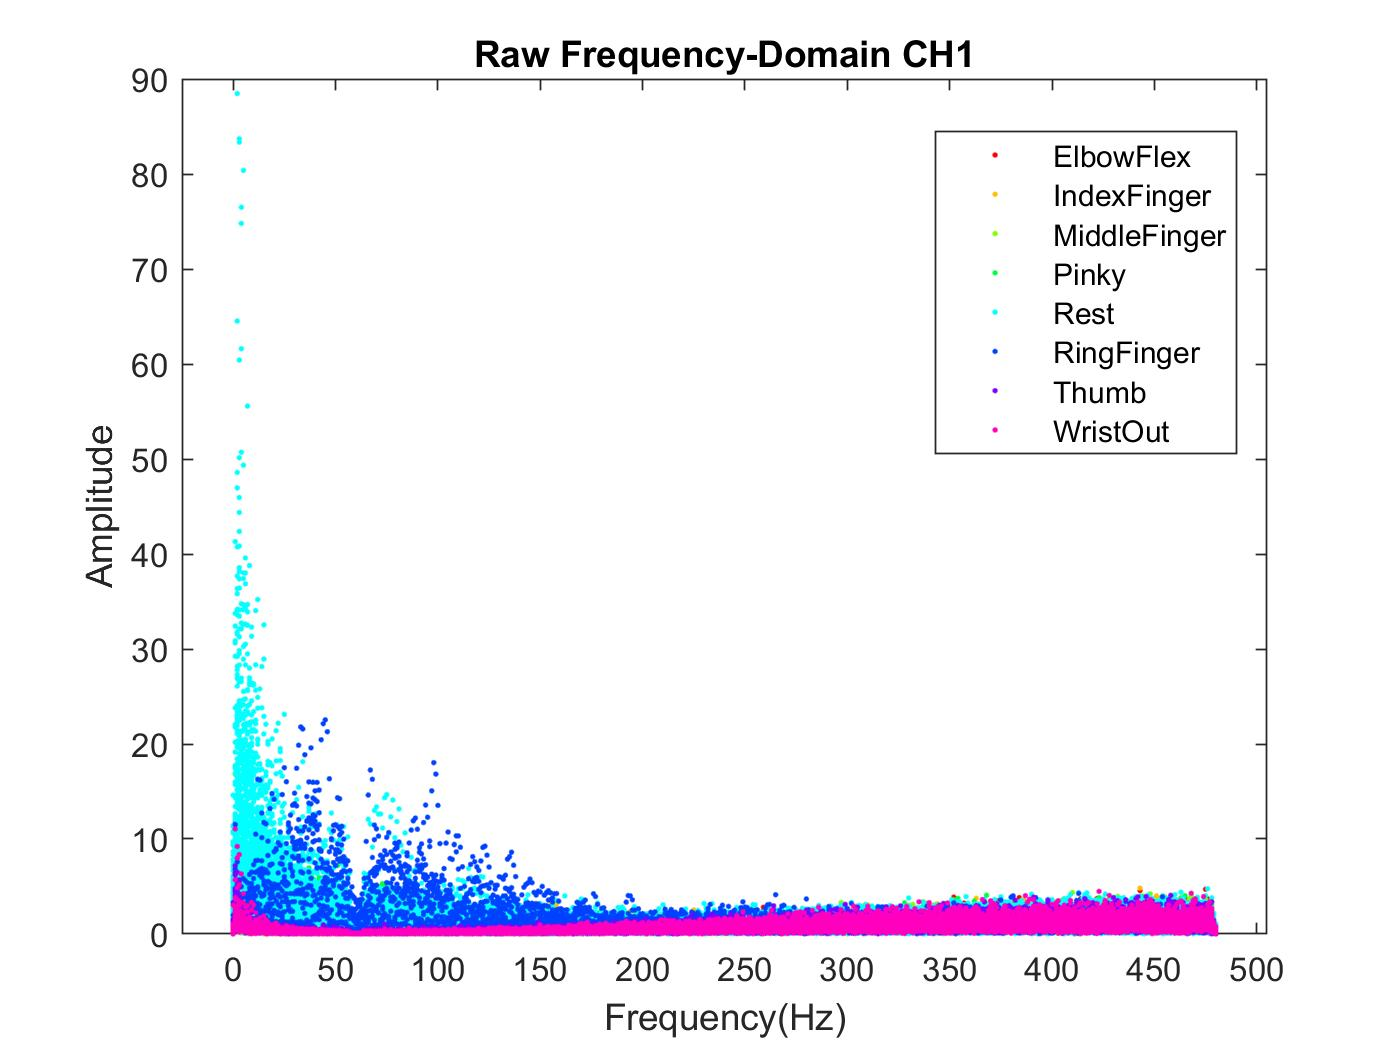 Raw Frequency-Domain CH1
90
80
70
60
50
40
30
20
10
0
Amplitude
ElbowFlex
IndexFinger
MiddleFinger
Pinky
Rest
RingFinger
Thumb
WristOut
0 50 100 150 200 250 300 350 400 450 500
Frequency(Hz)